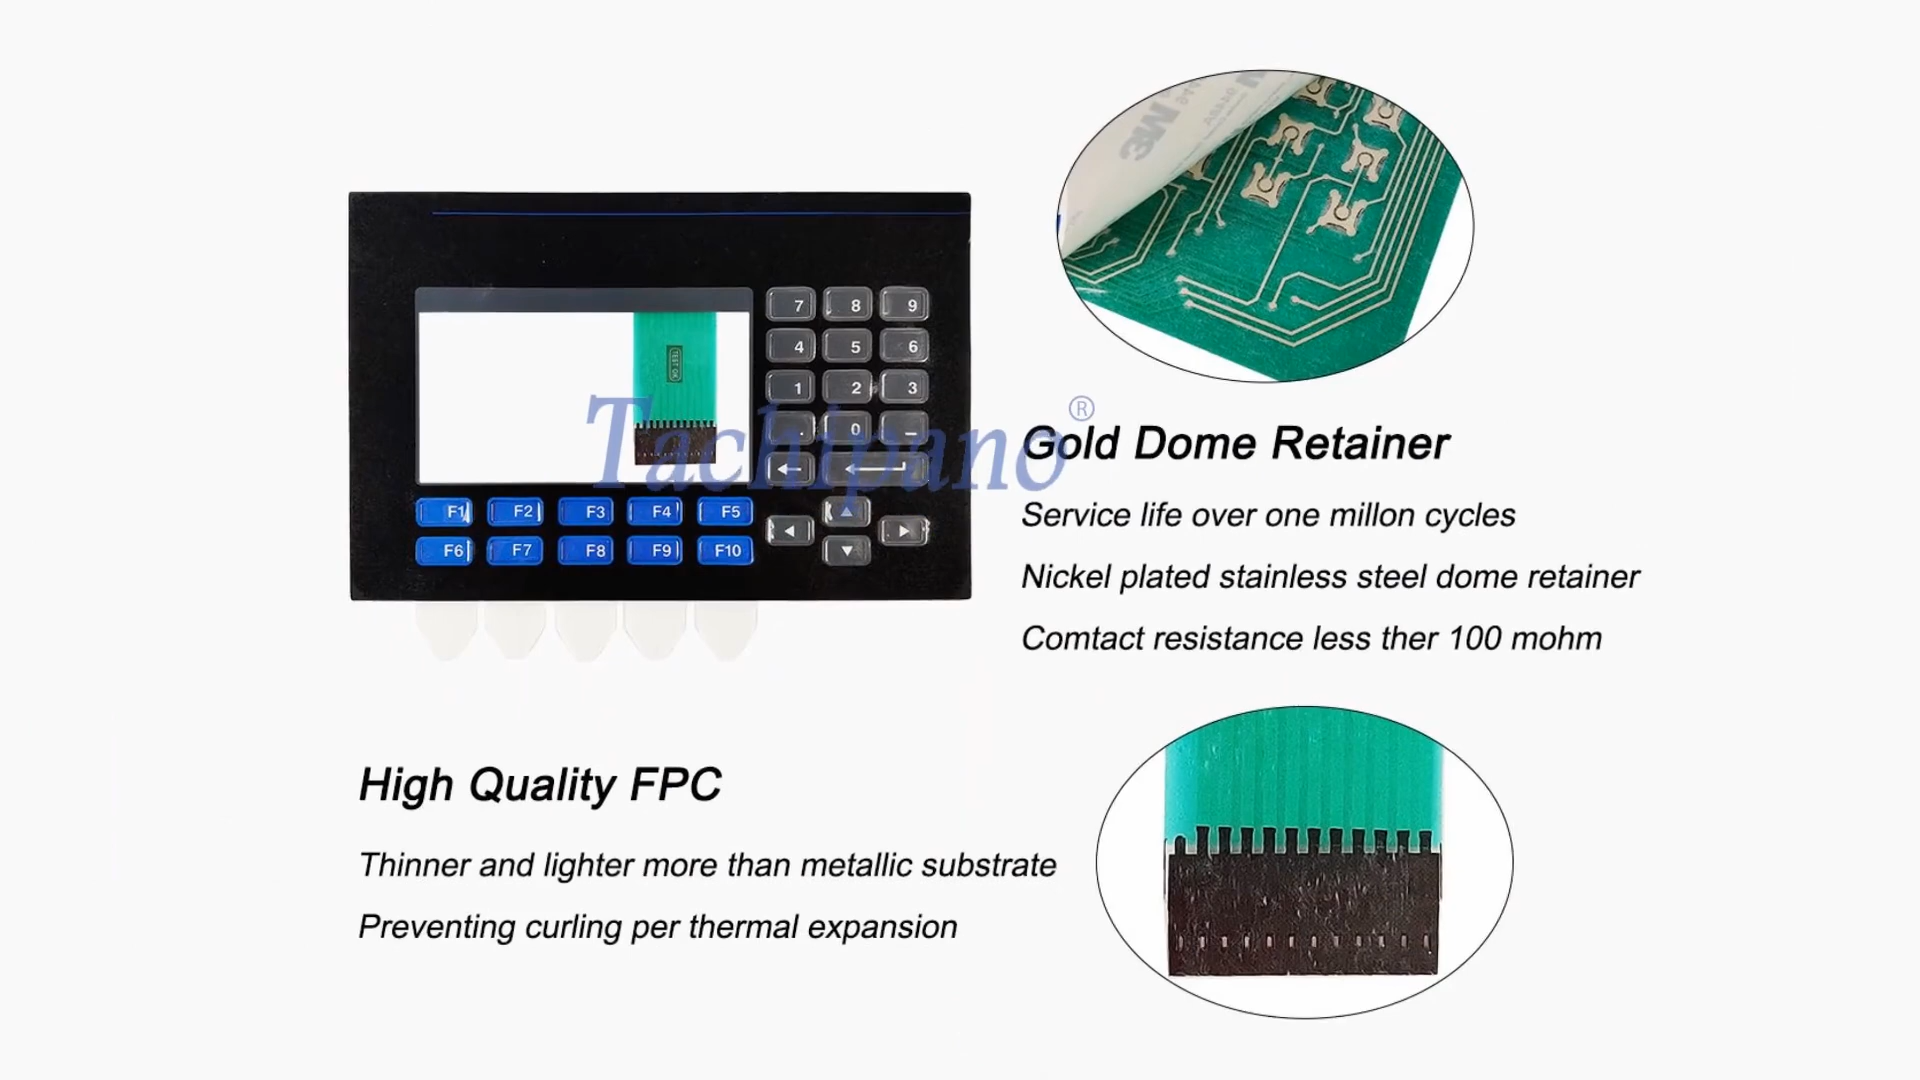 3M
7 8 9
4 5 6
1 2 3
. 0 _
TEST OK
F1 F2 F3 F4 F5
F6 F7 F8 F9 F10
Tachipano®
Gold Dome Retainer
Service life over one millon cycles
Nickel plated stainless steel dome retainer
Comtact resistance less ther 100 mohm
High Quality FPC
Thinner and lighter more than metallic substrate
Preventing curling per thermal expansion